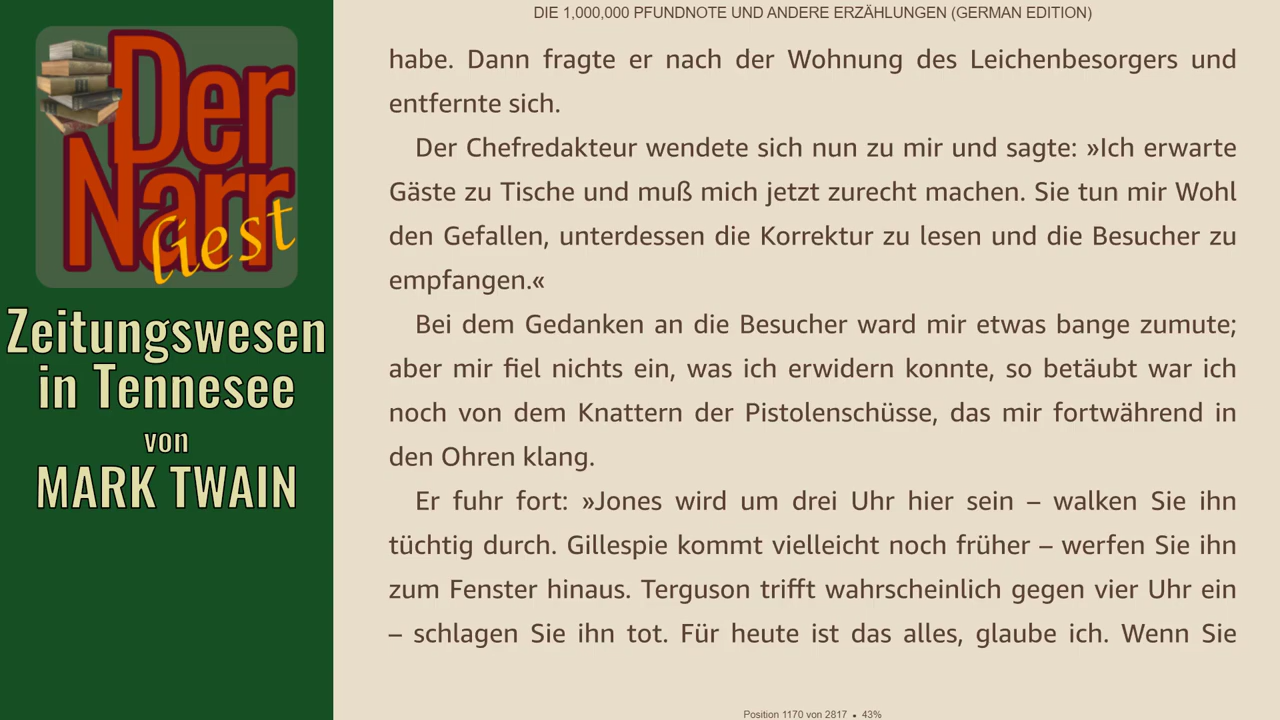 Der
Narr
liest
Zeitungswesen
in Tennesee
von
MARK TWAIN
DIE 1,000,000 PFUNDNOTE UND ANDERE ERZÄHLUNGEN (GERMAN EDITION)
habe. Dann fragte er nach der Wohnung des Leichenbesorgers und
entfernte sich.
Der Chefredakteur wendete sich nun zu mir und sagte: »Ich erwarte
Gäste zu Tische und muß mich jetzt zurecht machen. Sie tun mir Wohl
den Gefallen, unterdessen die Korrektur zu lesen und die Besucher zu
empfangen.«
Bei dem Gedanken an die Besucher ward mir etwas bange zumute;
aber mir fiel nichts ein, was ich erwidern konnte, so betäubt war ich
noch von dem Knattern der Pistolenschüsse, das mir fortwährend in
den Ohren klang.
Er fuhr fort: »Jones wird um drei Uhr hier sein – walken Sie ihn
tüchtig durch. Gillespie kommt vielleicht noch früher – werfen Sie ihn
zum Fenster hinaus. Terguson trifft wahrscheinlich gegen vier Uhr ein
– schlagen Sie ihn tot. Für heute ist das alles, glaube ich. Wenn Sie
Position 1170 von 2817 • 43%